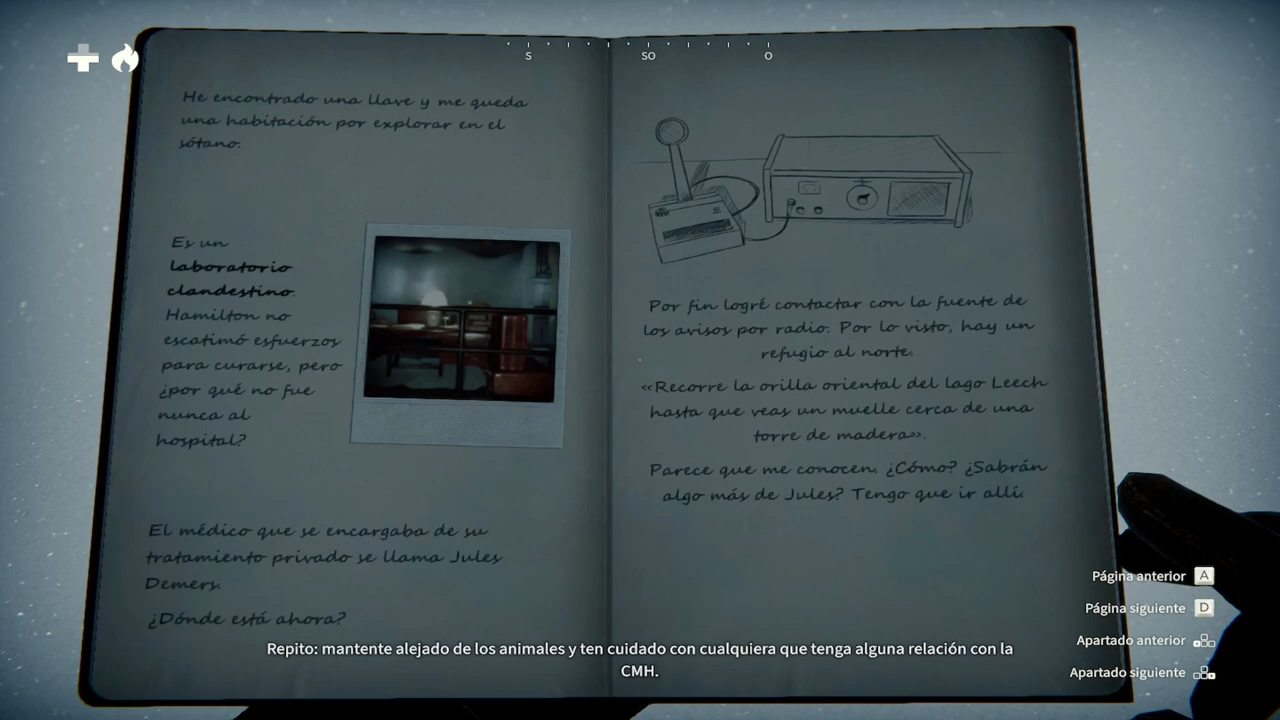 S
SO
O
He encontrado una llave y me queda
una habitación por explorar en el
sótano.
Es un
laboratorio
clandestino.
Hamilton no
escatimó esfuerzos
para curarse, pero
¿por qué no fue
nunca al
hospital?
El médico que se encargaba de su
tratamiento privado se llama Jules
Demers.
¿Dónde está ahora?
Por fin logré contactar con la fuente de
los avisos por radio. Por lo visto, hay un
refugio al norte.
«Recorre la orilla oriental del lago Leech
hasta que veas un muelle cerca de una
torre de madera».
Parece que me conocen. ¿Cómo? ¿Sabrán
algo más de Jules? Tengo que ir allí.
Página anterior A
Página siguiente D
Apartado anterior
Apartado siguiente
Repito: mantente alejado de los animales y ten cuidado con cualquiera que tenga alguna relación con la
CMH.